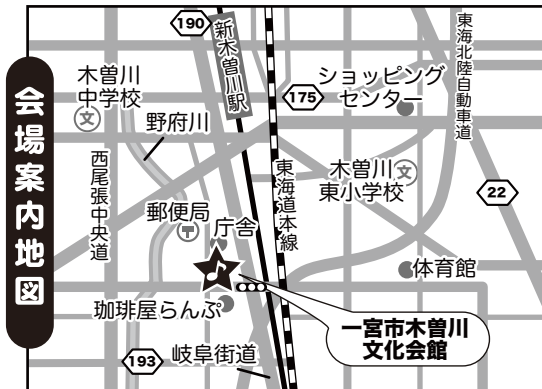 会場案内地図
190
新木曽川駅
木曽川
中学校
文
野府川
175
ショッピング
センター
東海北陸自動車道
西尾張中央道
東海道本線
木曽川
東小学校
文
22
郵便局
〒
庁舎
体育館
珈琲屋らんぷ
一宮市木曽川
文化会館
193
岐阜街道